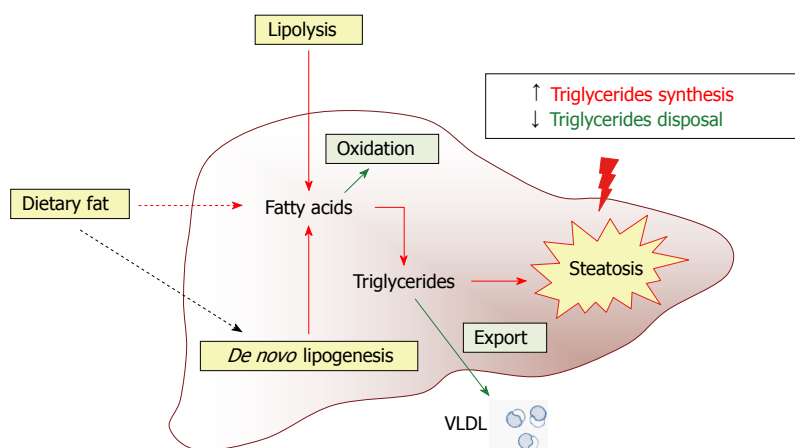 Lipolysis
↑ Triglycerides synthesis
↓ Triglycerides disposal
Oxidation
Dietary fat
Fatty acids
Steatosis
Triglycerides
Export
De novo lipogenesis
VLDL